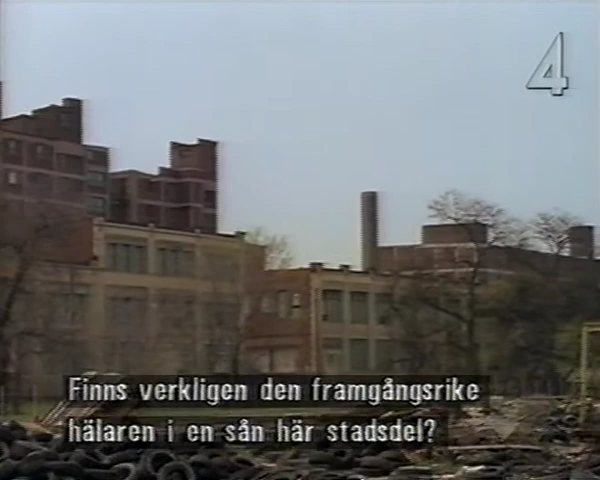 4
Finns verkligen den framgångsrike
hälaren i en sån här stadsdel?